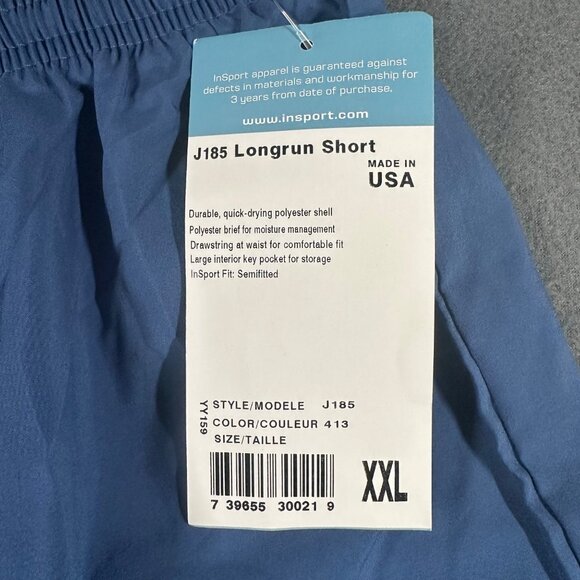 InSport apparel is guaranteed against
defects in materials and workmanship for
3 years from date of purchase.
www.insport.com
J185 Longrun Short
MADE IN
USA
Durable, quick-drying polyester shell
Polyester brief for moisture management
Drawstring at waist for comfortable fit
Large interior key pocket for storage
InSport Fit: Semifitted
YY159
STYLE/MODELE J185
COLOR/COULEUR 413
SIZE/TAILLE
XXL
7 39655 30021 9